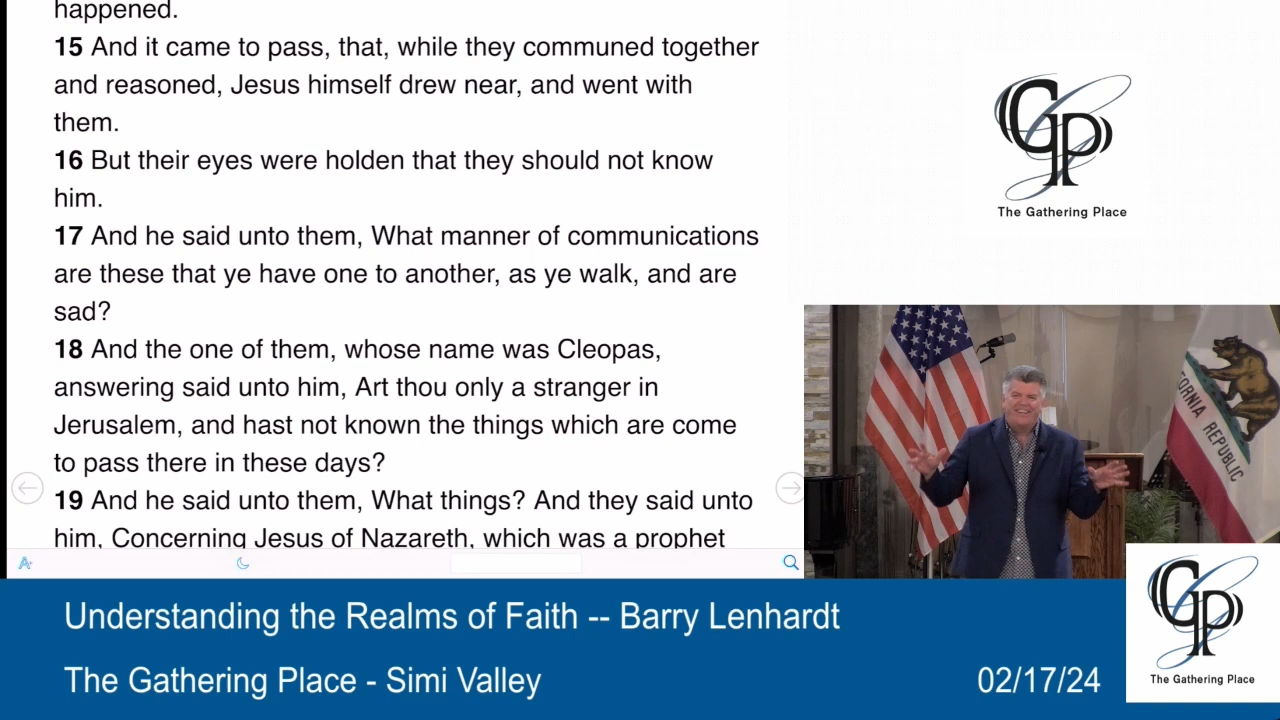 happened.
15 And it came to pass, that, while they communed together
and reasoned, Jesus himself drew near, and went with
them.
16 But their eyes were holden that they should not know
him.
17 And he said unto them, What manner of communications
are these that ye have one to another, as ye walk, and are
sad?
18 And the one of them, whose name was Cleopas,
answering said unto him, Art thou only a stranger in
Jerusalem, and hast not known the things which are come
to pass there in these days?
19 And he said unto them, What things? And they said unto
him, Concerning Jesus of Nazareth, which was a prophet
A
GP
The Gathering Place
FORNIA REPUBLIC
Understanding the Realms of Faith -- Barry Lenhardt
The Gathering Place - Simi Valley
02/17/24
GP
The Gathering Place